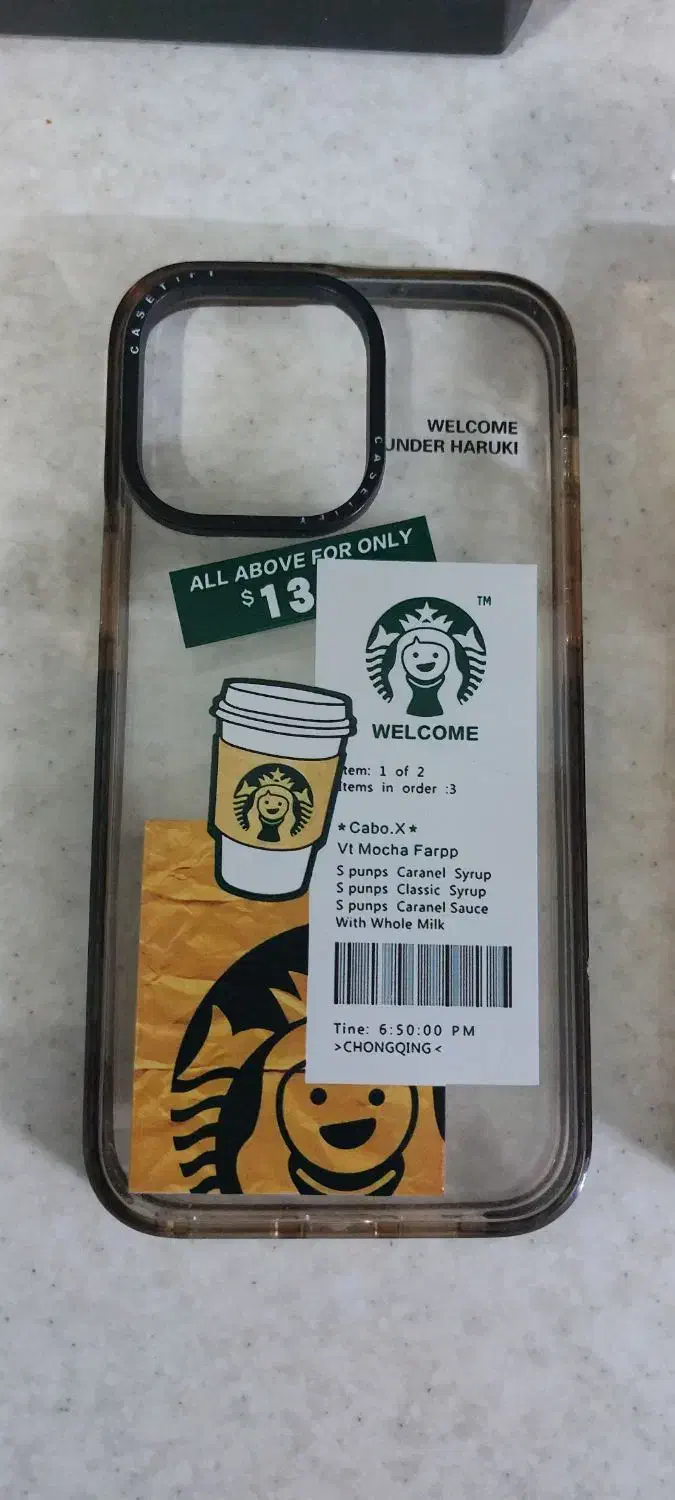 CASETIFY
WELCOME
UNDER HARUKI
CASETIFY
ALL ABOVE FOR ONLY
$13
TM
WELCOME
tem: 1 of 2
Items in order :3
★Cabo.X★
Vt Mocha Farpp
S punps Caranel Syrup
S punps Classic Syrup
S punps Caranel Sauce
With Whole Milk
Tine: 6:50:00 PM
>CHONGQING<